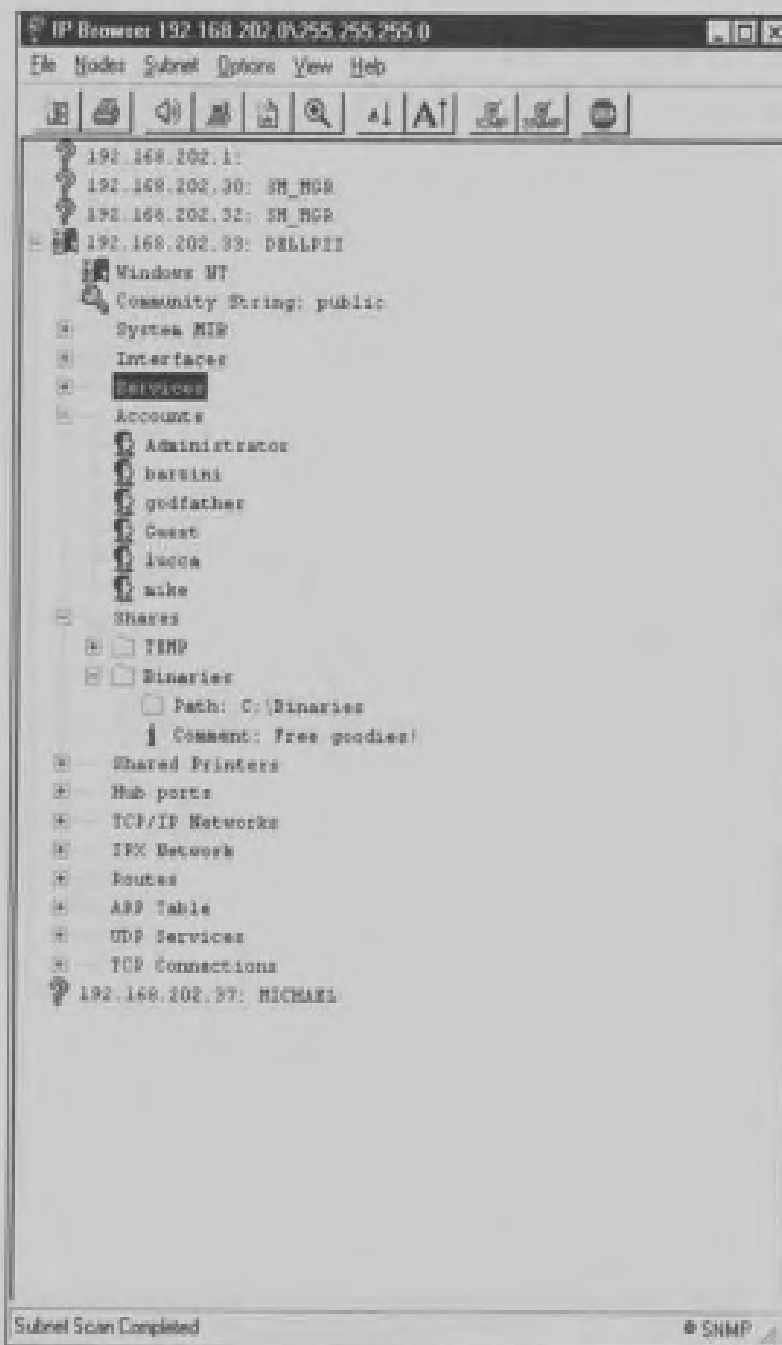 IP Browser 192.168.202.0\255.255.255.0
File Nodes Subnet Options View Help
192.168.202.1:
192.168.202.30: SM_MGR
192.168.202.32: SM_MGR
192.168.202.33: DELLPII
Windows NT
Community String: public
System MIB
Interfaces
Services
Accounts
Administrator
barzini
godfather
Guest
lucca
mike
Shares
TEMP
Binaries
Path: C:\Binaries
Comment: Free goodies!
Shared Printers
Hub ports
TCP/IP Networks
IPX Network
Routes
ARP Table
UDP Services
TCP Connections
192.168.202.37: MICHAEL
Subnet Scan Completed
SNMP